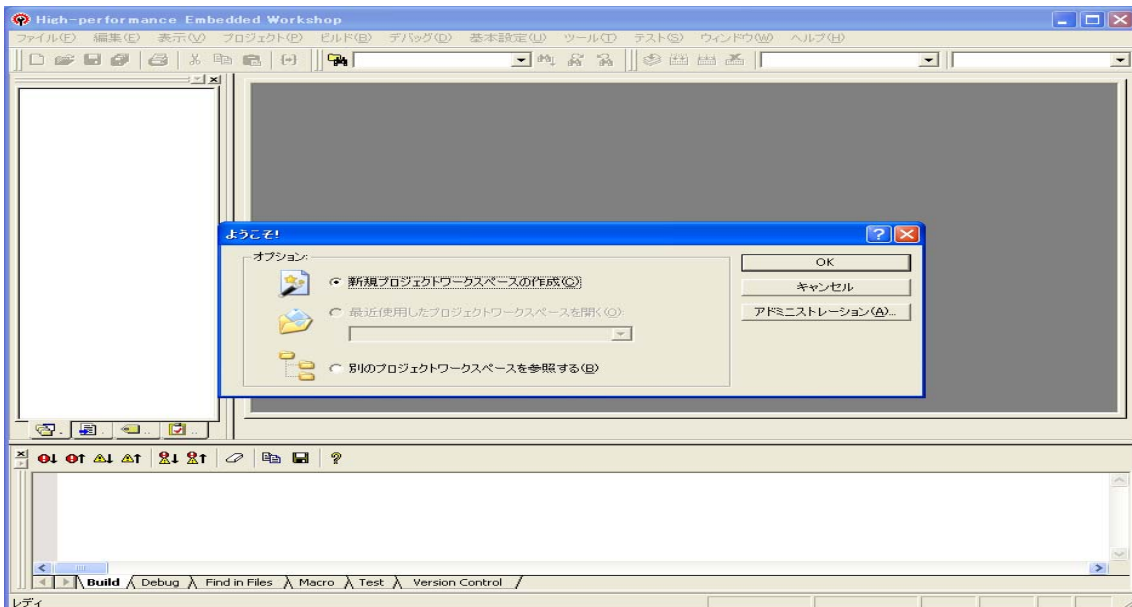 High-performance Embedded Workshop
ファイル(F) 編集(E) 表示(V) プロジェクト(P) ビルド(B) デバッグ(D) 基本設定(U) ツール(T) テスト(S) ウィンドウ(W) ヘルプ(H)
ようこそ!
オプション:
新規プロジェクトワークスペースの作成(C)
最近使用したプロジェクトワークスペースを開く(O):
別のプロジェクトワークスペースを参照する(B)
OK
キャンセル
アドミニストレーション(A)...
Build Debug Find in Files Macro Test Version Control
レディ